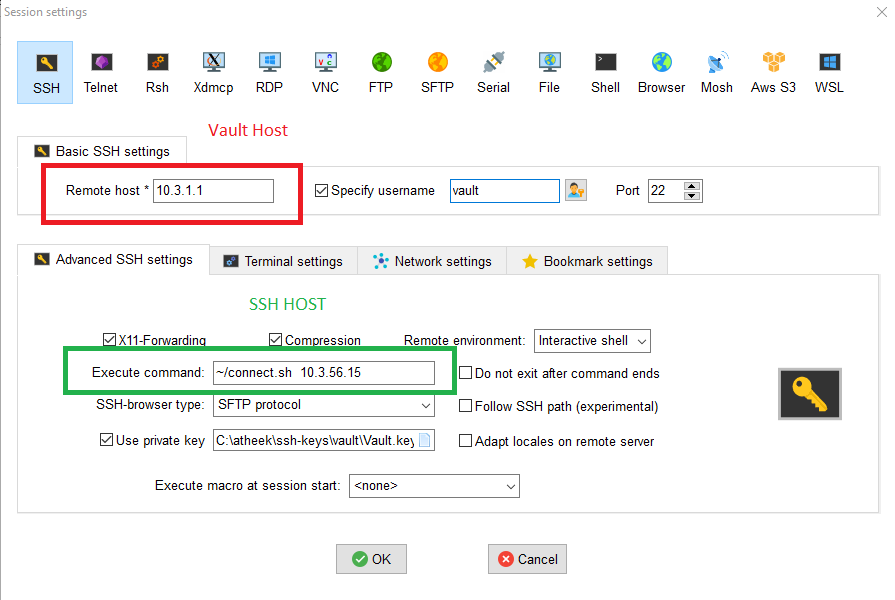 Session settings
SSH Telnet Rsh Xdmcp RDP VNC FTP SFTP Serial File Shell Browser Mosh Aws S3 WSL
Vault Host
Basic SSH settings
Remote host * 10.3.1.1 Specify username vault Port 22
Advanced SSH settings Terminal settings Network settings Bookmark settings
SSH HOST
X11-Forwarding Compression Remote environment: Interactive shell
Execute command: ~/connect.sh 10.3.56.15 Do not exit after command ends
SSH-browser type: SFTP protocol Follow SSH path (experimental)
Use private key C:\atheek\ssh-keys\vault\Vault.key Adapt locales on remote server
Execute macro at session start: <none>
OK Cancel